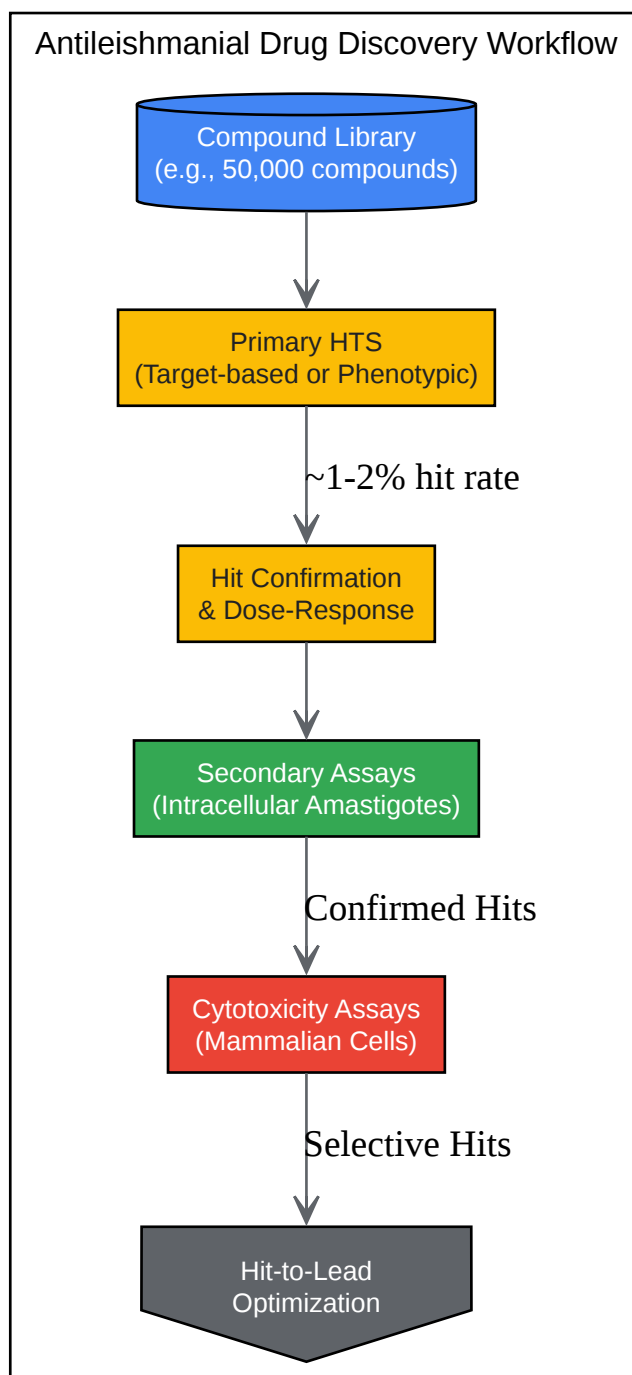 Antileishmanial Drug Discovery Workflow
Compound Library
(e.g., 50,000 compounds)
Primary HTS
(Target-based or Phenotypic)
~1-2% hit rate
Hit Confirmation
& Dose-Response
Secondary Assays
(Intracellular Amastigotes)
Confirmed Hits
Cytotoxicity Assays
(Mammalian Cells)
Selective Hits
Hit-to-Lead
Optimization